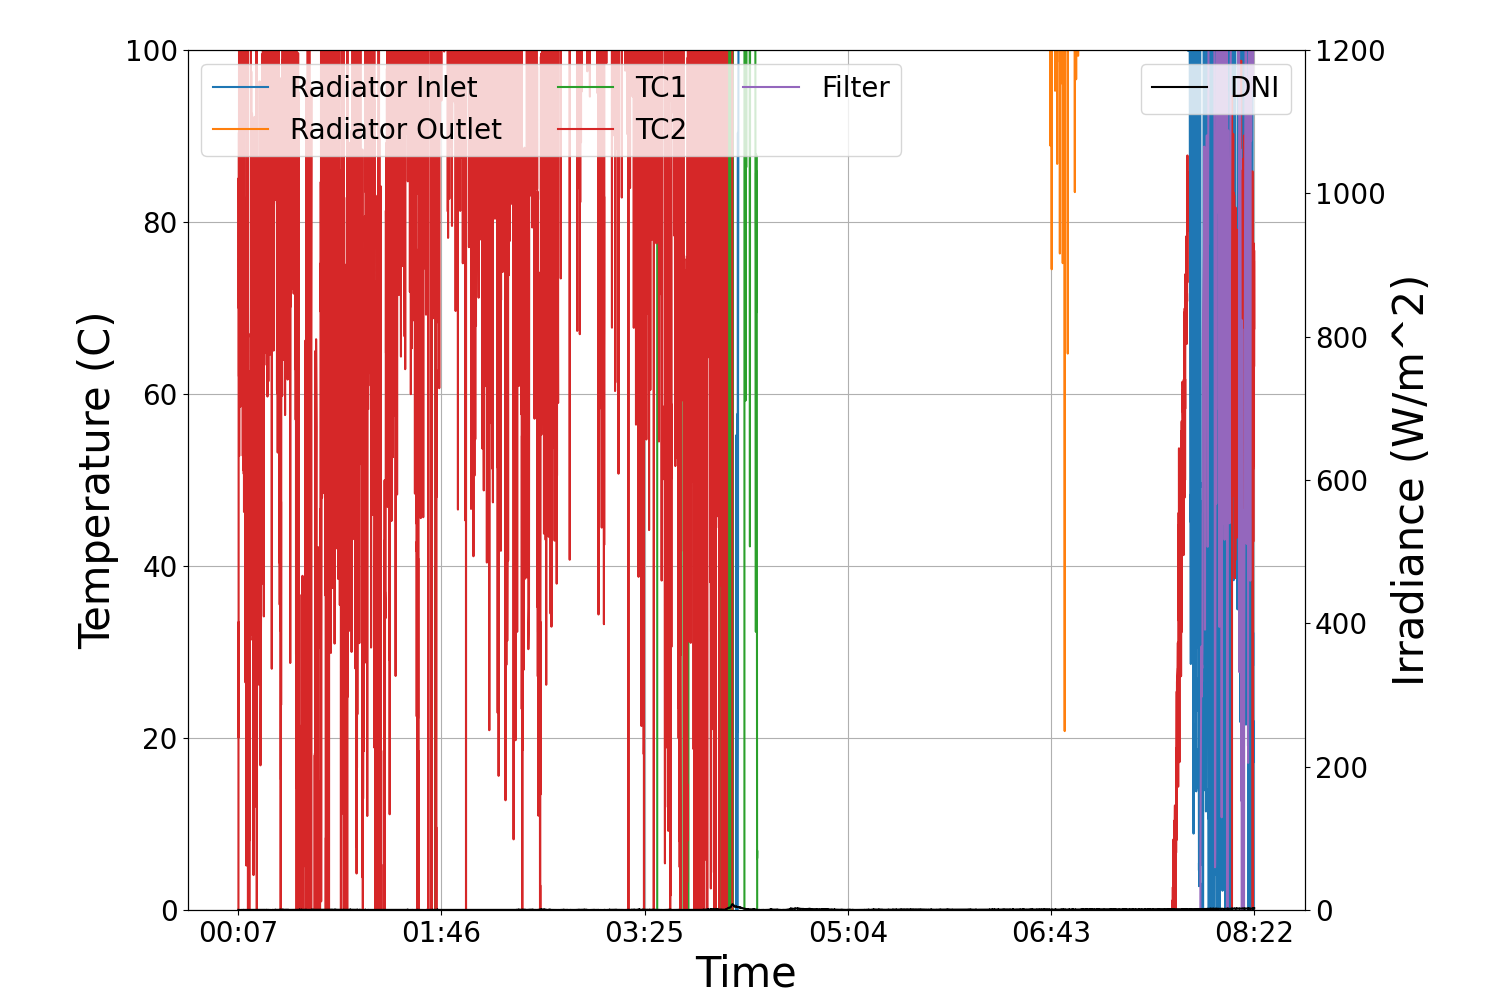 100
80
60
40
20
0
Temperature (C)
Radiator Inlet
Radiator Outlet
TC1
TC2
Filter
DNI
1200
1000
800
600
400
200
0
Irradiance (W/m^2)
00:07 01:46 03:25 05:04 06:43 08:22
Time